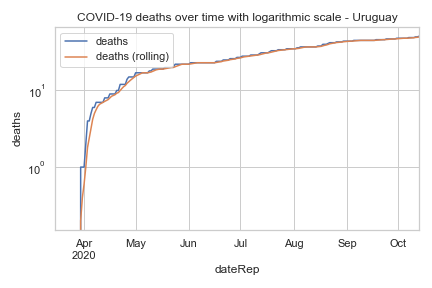 COVID-19 deaths over time with logarithmic scale - Uruguay
deaths
deaths (rolling)
10¹
10⁰
deaths
Apr May Jun Jul Aug Sep Oct
2020
dateRep